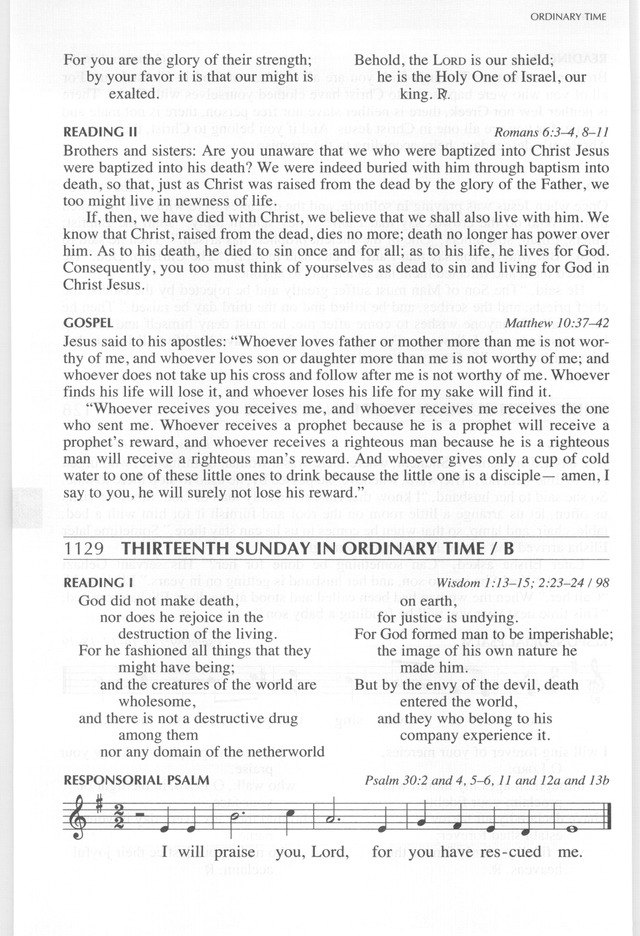 ORDINARY TIME
For you are the glory of their strength;
by your favor it is that our might is
exalted.
Behold, the LORD is our shield;
he is the Holy One of Israel, our
king. ℟.
READING II Romans 6:3–4, 8–11
Brothers and sisters: Are you unaware that we who were baptized into Christ Jesus
were baptized into his death? We were indeed buried with him through baptism into
death, so that, just as Christ was raised from the dead by the glory of the Father, we
too might live in newness of life.
If, then, we have died with Christ, we believe that we shall also live with him. We
know that Christ, raised from the dead, dies no more; death no longer has power over
him. As to his death, he died to sin once and for all; as to his life, he lives for God.
Consequently, you too must think of yourselves as dead to sin and living for God in
Christ Jesus.
GOSPEL Matthew 10:37–42
Jesus said to his apostles: “Whoever loves father or mother more than me is not wor-
thy of me, and whoever loves son or daughter more than me is not worthy of me; and
whoever does not take up his cross and follow after me is not worthy of me. Whoever
finds his life will lose it, and whoever loses his life for my sake will find it.
“Whoever receives you receives me, and whoever receives me receives the one
who sent me. Whoever receives a prophet because he is a prophet will receive a
prophet’s reward, and whoever receives a righteous man because he is a righteous
man will receive a righteous man’s reward. And whoever gives only a cup of cold
water to one of these little ones to drink because the little one is a disciple— amen, I
say to you, he will surely not lose his reward.”
1129 THIRTEENTH SUNDAY IN ORDINARY TIME / B
READING I Wisdom 1:13–15; 2:23–24 / 98
God did not make death,
nor does he rejoice in the
destruction of the living.
For he fashioned all things that they
might have being;
and the creatures of the world are
wholesome,
and there is not a destructive drug
among them
nor any domain of the netherworld
on earth,
for justice is undying.
For God formed man to be imperishable;
the image of his own nature he
made him.
But by the envy of the devil, death
entered the world,
and they who belong to his
company experience it.
RESPONSORIAL PSALM Psalm 30:2 and 4, 5–6, 11 and 12a and 13b
I will praise you, Lord, for you have res-cued me.